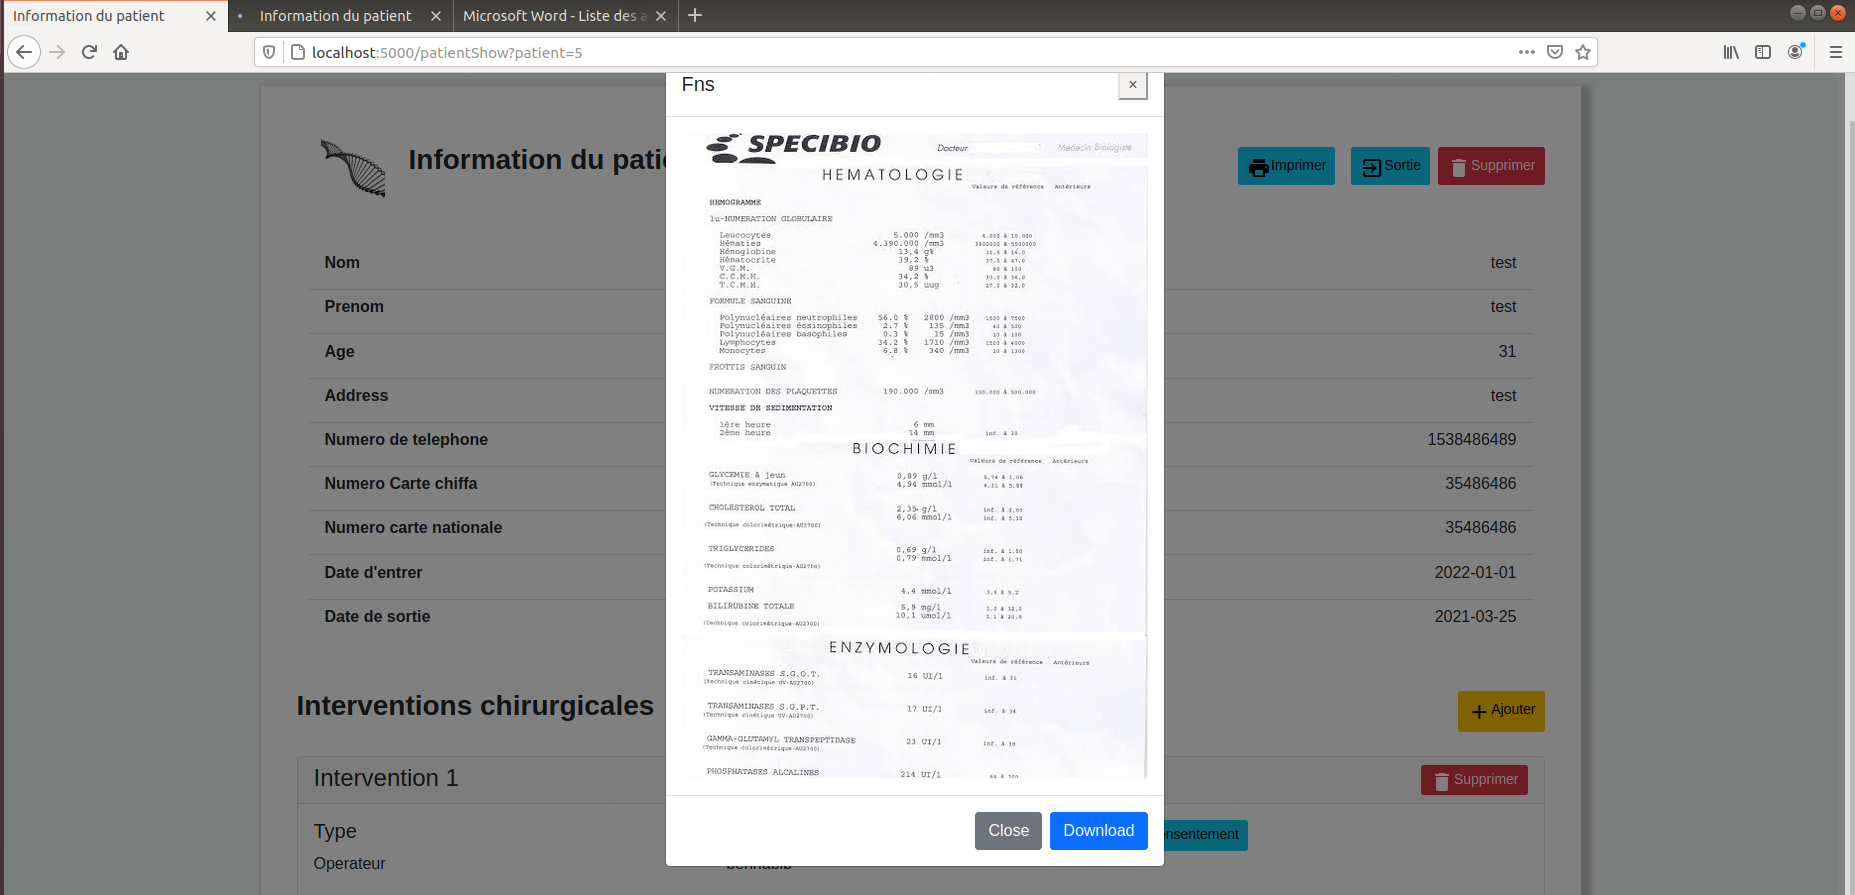 Information du patient
Information du patient
Microsoft Word - Liste des a
localhost:5000/patientShow?patient=5
Fns
×
Information du patie
Imprimer
Sortie
Supprimer
Nom test
Prenom test
Age 31
Address test
Numero de telephone 1538486489
Numero Carte chiffa 35486486
Numero carte nationale 35486486
Date d'entrer 2022-01-01
Date de sortie 2021-03-25
Interventions chirurgicales
Ajouter
Intervention 1
Supprimer
Type
onsentement
Operateur
SPECIBIO
Docteur
Médecin Biologiste
HEMATOLOGIE
Valeurs de référence Antérieurs
HEMOGRAMME
1u-NUMERATION GLOBULAIRE
Leucocytes 5.000 /mm3 4.000 à 10.000
Hématies 4.390.000 /mm3 3800000 à 5500000
Hémoglobine 13,4 g% 11,5 à 16,0
Hématocrite 39,2 % 37,0 à 47,0
V.G.M. 89 u3 80 à 100
C.C.M.H. 34,2 % 30,0 à 36,0
T.C.M.H. 30,5 uug 27,0 à 32,0
FORMULE SANGUINE
Polynucléaires neutrophiles 56.0 % 2800 /mm3 1500 à 7500
Polynucléaires éosinophiles 2.7 % 135 /mm3 40 à 500
Polynucléaires basophiles 0.3 % 15 /mm3 10 à 100
Lymphocytes 34.2 % 1710 /mm3 1500 à 4000
Monocytes 6.8 % 340 /mm3
FROTTIS SANGUIN
NUMERATION DES PLAQUETTES 190.000 /mm3 150.000 à 500.000
VITESSE DE SEDIMENTATION
1ère heure 6 mm
2ème heure 14 mm inf. à
BIOCHIMIE
Valeurs de référence Antérieurs
GLYCEMIE à jeun 0,89 g/l 0,74 à 1,06
(Technique enzymatique AU2700) 4,94 mmol/l 4,11 à 5,88
CHOLESTEROL TOTAL 2,35 g/l inf. à 2,00
6,06 mmol/l inf. à 5,16
(Technique colorimétrique-AU2700)
TRIGLYCERIDES 0,69 g/l inf. à 1,50
0,79 mmol/l inf. à 1,71
(Technique colorimétrique-AU2700)
POTASSIUM 4,4 mmol/l 3,5 à 5,2
BILIRUBINE TOTALE 5,9 mg/l 3,0 à 12,0
10,1 umol/l 5,1 à 20,5
(Technique colorimétrique-AU2700)
ENZYMOLOGIE
Valeurs de référence Antérieurs
TRANSAMINASES S.G.O.T. 16 UI/l inf. à 31
(Technique cinétique UV-AU2700)
TRANSAMINASES S.G.P.T. 17 UI/l inf. à 34
(Technique cinétique UV-AU2700)
GAMMA-GLUTAMYL TRANSPEPTIDASE 23 UI/l inf. à 38
(Technique colorimétrique-AU2700)
PHOSPHATASES ALCALINES 214 UI/l
Close
Download